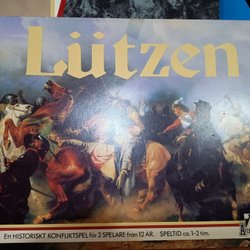 Lützen
Ett HISTORISKT KONFLIKTSPEL för 2 SPELARE från 12 ÅR. SPELTID ca. 1-2 tim.